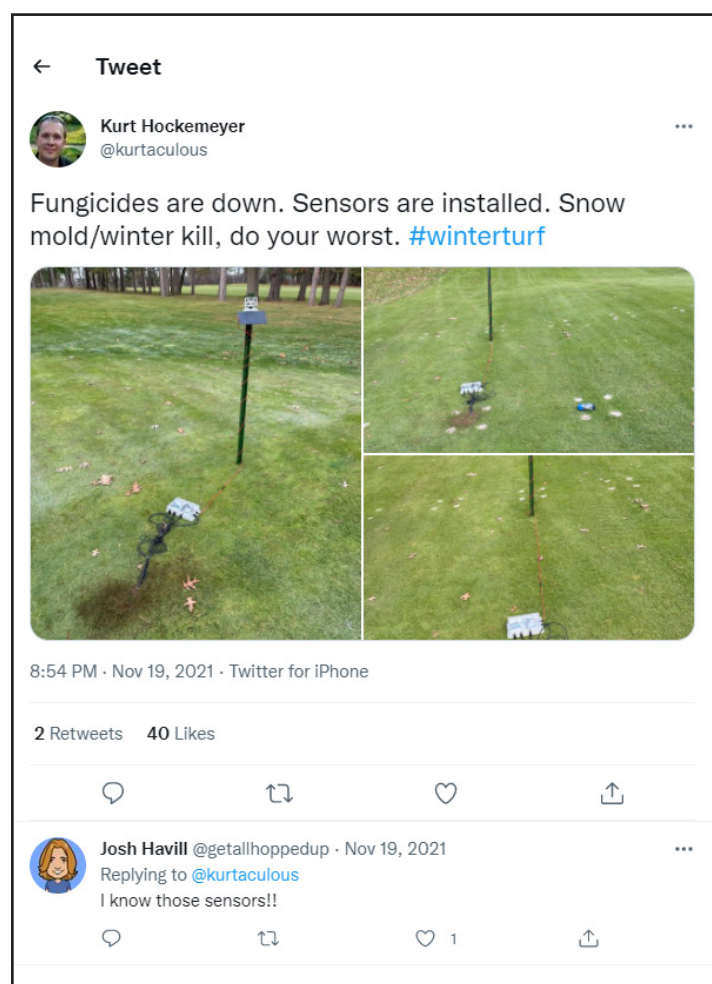 Tweet
Kurt Hockemeyer
@kurtaculous
Fungicides are down. Sensors are installed. Snow
mold/winter kill, do your worst. #winterturf
8:54 PM · Nov 19, 2021 · Twitter for iPhone
2 Retweets 40 Likes
Josh Havill @getallhoppedup · Nov 19, 2021
Replying to @kurtaculous
I know those sensors!!
1